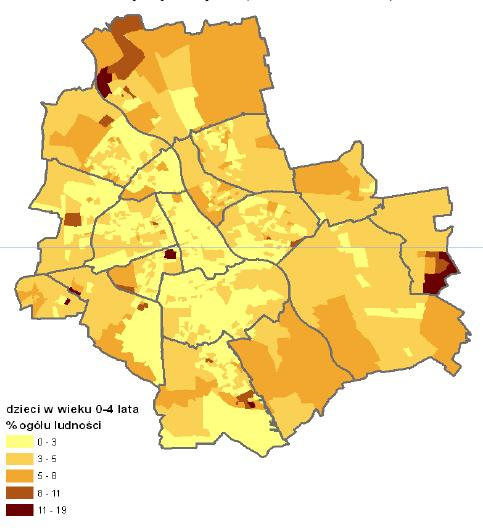 dzieci w wieku 0-4 lata
% ogółu ludności
0 - 3
3 - 5
5 - 8
8 - 11
11 - 19